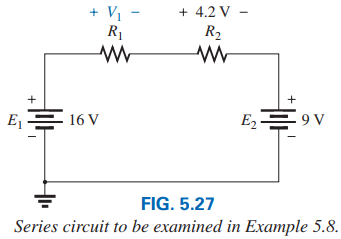 + V₁ − + 4.2 V −
R₁ R₂
+ +
E₁ 16 V E₂ 9 V
− −
FIG. 5.27
Series circuit to be examined in Example 5.8.